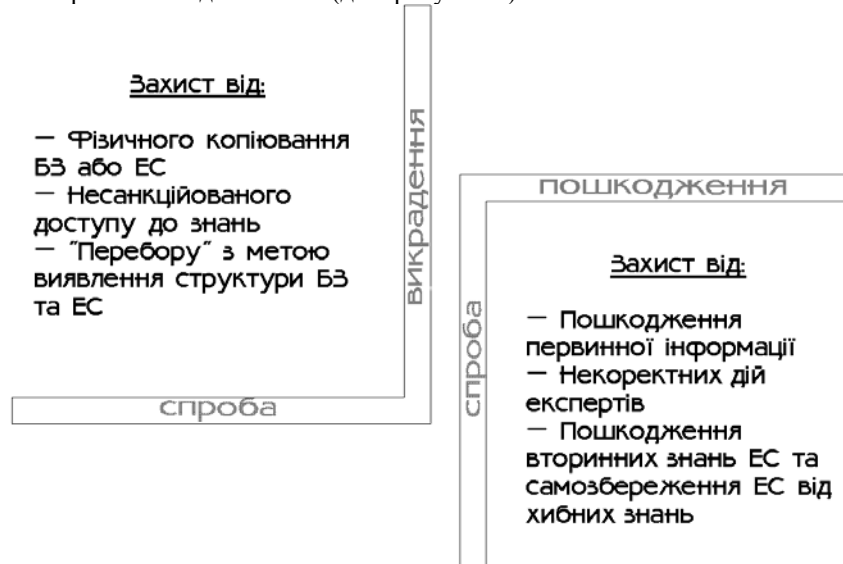 Захист від:
— Фізичного копіювання
БЗ або ЕС
— Несанкційованого
доступу до знань
— "Перебору" з метою
виявлення структури БЗ
та ЕС
викрадення
спроба
пошкодження
спроба
Захист від:
— Пошкодження
первинної інформації
— Некоректних дій
експертів
— Пошкодження
вторинних знань ЕС та
самозбереження ЕС від
хибних знань